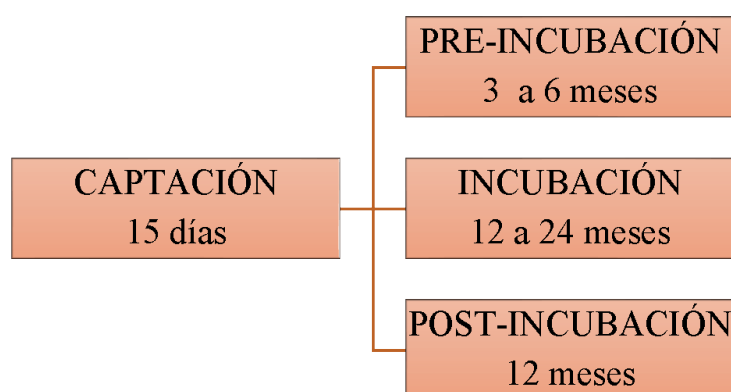 PRE-INCUBACIÓN
3 a 6 meses
CAPTACIÓN
15 días
INCUBACIÓN
12 a 24 meses
POST-INCUBACIÓN
12 meses